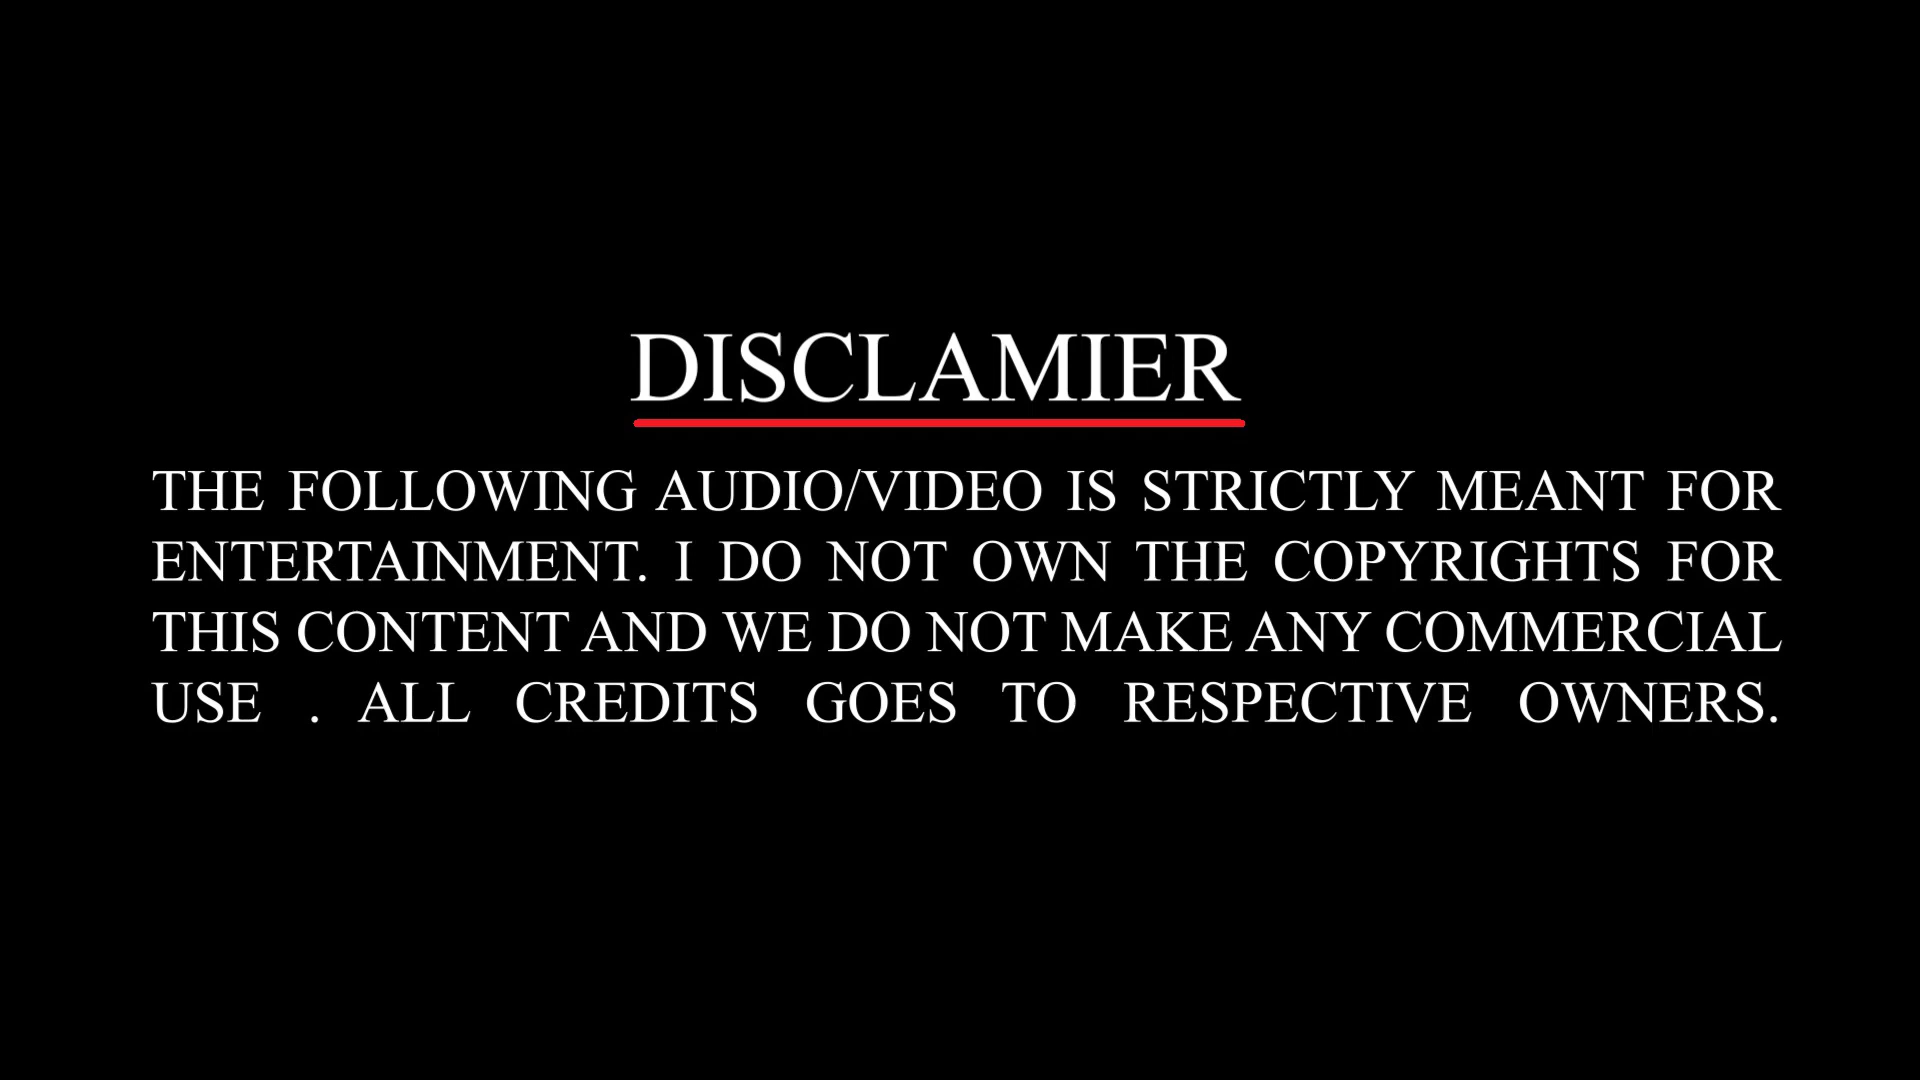 DISCLAMIER
THE FOLLOWING AUDIO/VIDEO IS STRICTLY MEANT FOR
ENTERTAINMENT. I DO NOT OWN THE COPYRIGHTS FOR
THIS CONTENT AND WE DO NOT MAKE ANY COMMERCIAL
USE . ALL CREDITS GOES TO RESPECTIVE OWNERS.